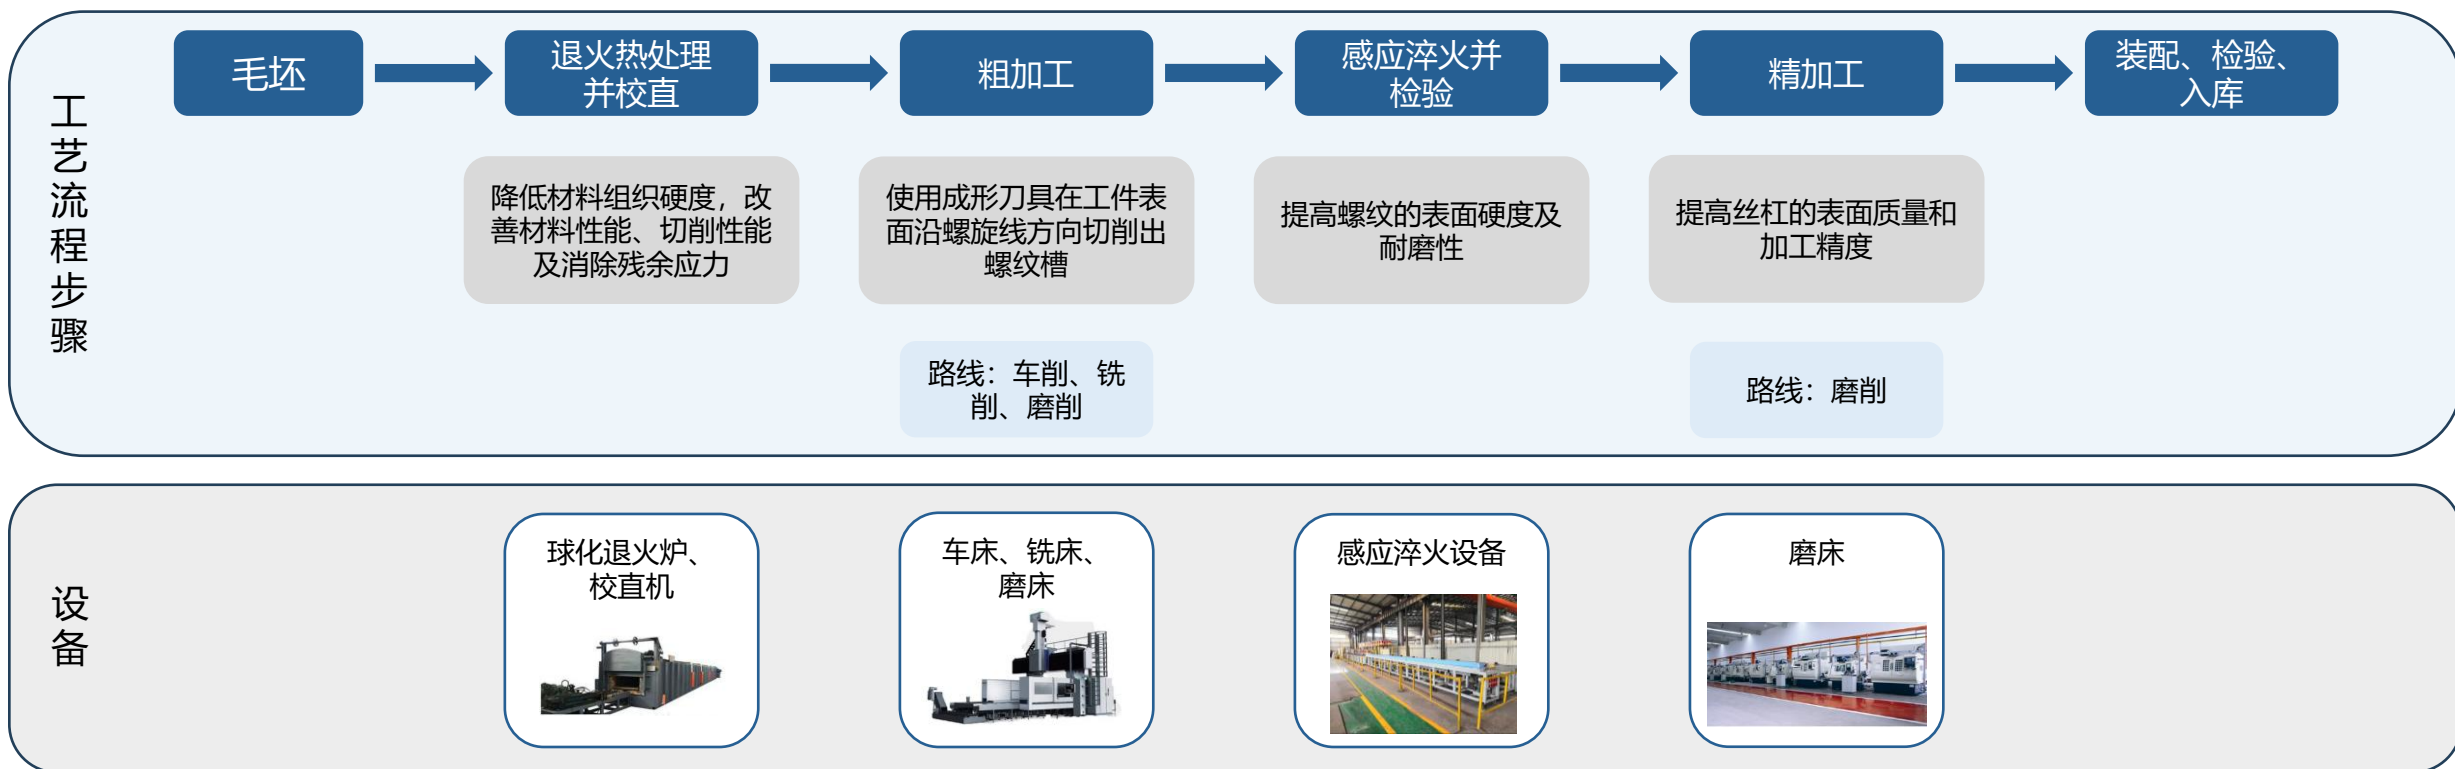 工艺流程步骤
毛坯
退火热处理
并校直
粗加工
感应淬火并
检验
精加工
装配、检验、
入库
降低材料组织硬度，改
善材料性能、切削性能
及消除残余应力
使用成形刀具在工件表
面沿螺旋线方向切削出
螺纹槽
提高螺纹的表面硬度及
耐磨性
提高丝杠的表面质量和
加工精度
路线：车削、铣
削、磨削
路线：磨削
设备
球化退火炉、
校直机
车床、铣床、
磨床
感应淬火设备
磨床